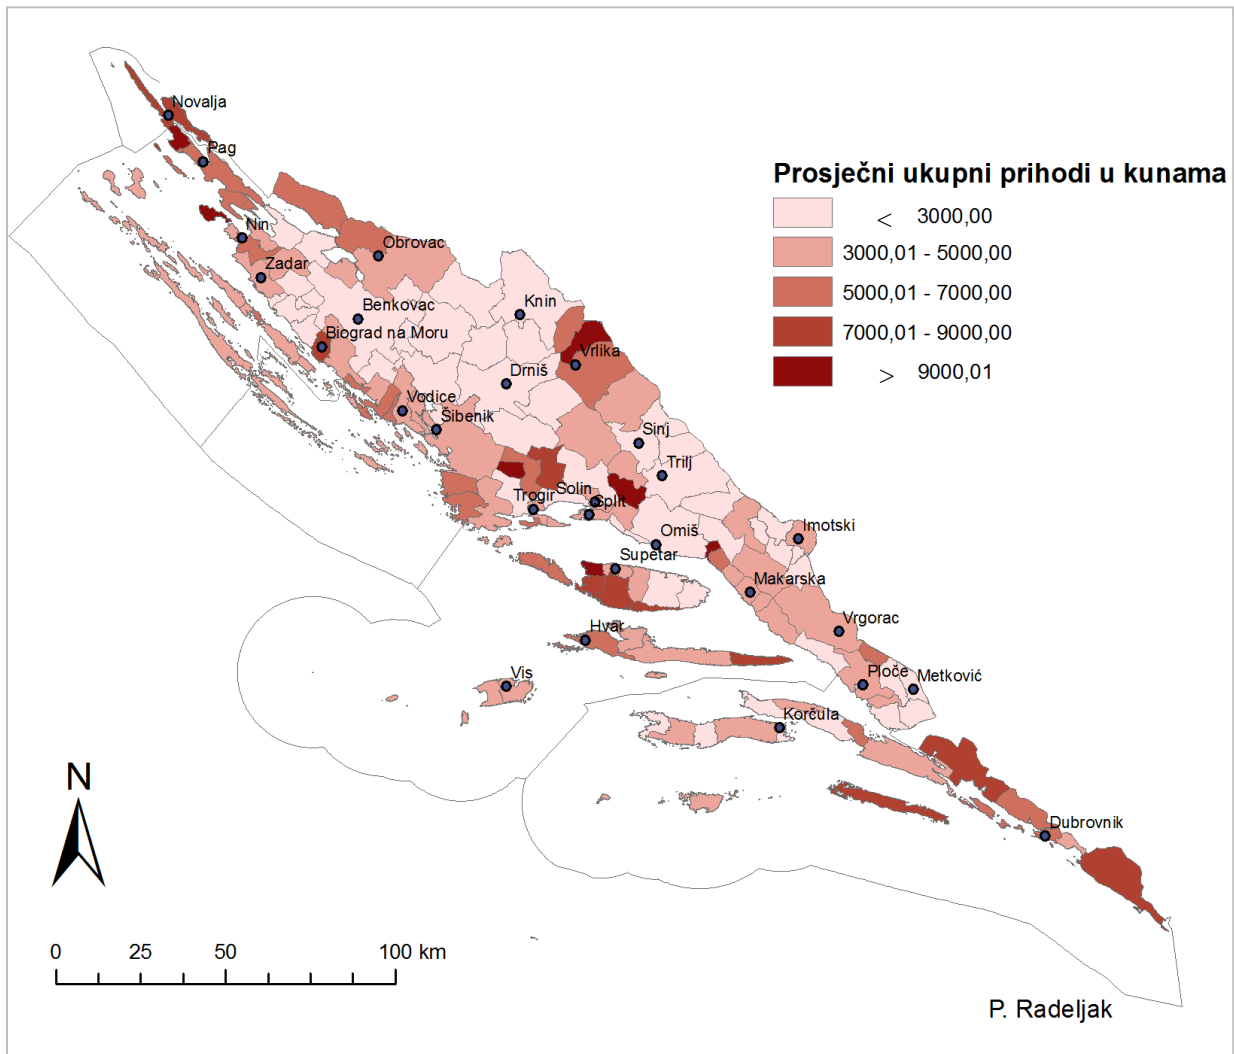 Novalja
Pag
Prosječni ukupni prihodi u kunama
< 3000,00
3000,01 - 5000,00
5000,01 - 7000,00
7000,01 - 9000,00
> 9000,01
Nin
Obrovac
Zadar
Benkovac
Knin
Biograd na Moru
Vrlika
Drniš
Vodice
Šibenik
Sinj
Trilj
Solin
Trogir
Split
Omiš
Imotski
Supetar
Makarska
Hvar
Vrgorac
Vis
Ploče
Metković
Korčula
Dubrovnik
N
0 25 50 100 km
P. Radeljak